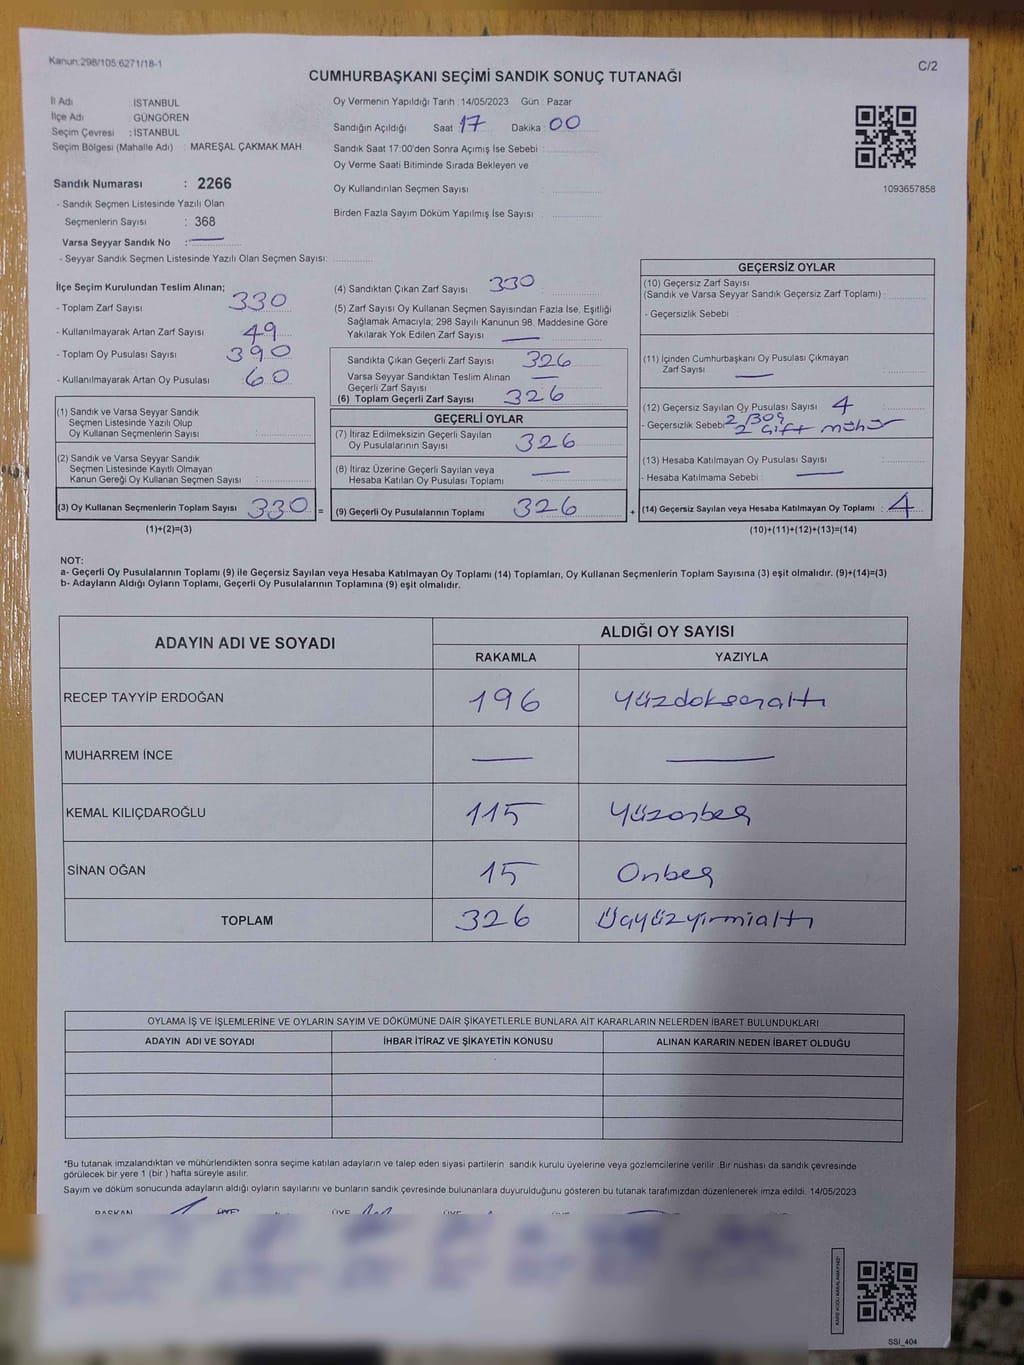 Kanun:298/105;6271/18-1
C/2
CUMHURBAŞKANI SEÇİMİ SANDIK SONUÇ TUTANAĞI
İl Adı : İSTANBUL
İlçe Adı : GÜNGÖREN
Seçim Çevresi : İSTANBUL
Seçim Bölgesi (Mahalle Adı) : MAREŞAL ÇAKMAK MAH.
Sandık Numarası : 2266
- Sandık Seçmen Listesinde Yazılı Olan
Seçmenlerin Sayısı : 368
Varsa Seyyar Sandık No : —
- Seyyar Sandık Seçmen Listesinde Yazılı Olan Seçmen Sayısı:
Oy Vermenin Yapıldığı Tarih : 14/05/2023 Gün : Pazar
Sandığın Açıldığı Saat : 17 Dakika : 00
Sandık Saat 17:00'den Sonra Açımış İse Sebebi :
Oy Verme Saati Bitiminde Sırada Bekleyen ve
Oy Kullandırılan Seçmen Sayısı :
Birden Fazla Sayım Döküm Yapılmış İse Sayısı :
1093657858
İlçe Seçim Kurulundan Teslim Alınan;
- Toplam Zarf Sayısı : 330
- Kullanılmayarak Artan Zarf Sayısı : 49
- Toplam Oy Pusulası Sayısı : 390
- Kullanılmayarak Artan Oy Pusulası : 60
(1) Sandık ve Varsa Seyyar Sandık
Seçmen Listesinde Yazılı Olup
Oy Kullanan Seçmenlerin Sayısı :
(2) Sandık ve Varsa Seyyar Sandık
Seçmen Listesinde Kayıtlı Olmayan
Kanun Gereği Oy Kullanan Seçmen Sayısı :
(3) Oy Kullanan Seçmenlerin Toplam Sayısı : 330 =
(1)+(2)=(3)
(4) Sandıktan Çıkan Zarf Sayısı : 330
(5) Zarf Sayısı Oy Kullanan Seçmen Sayısından Fazla İse, Eşitliği
Sağlamak Amacıyla; 298 Sayılı Kanunun 98. Maddesine Göre
Yakılarak Yok Edilen Zarf Sayısı : —
Sandıkta Çıkan Geçerli Zarf Sayısı : 326
Varsa Seyyar Sandıktan Teslim Alınan
Geçerli Zarf Sayısı : —
(6) Toplam Geçerli Zarf Sayısı : 326
GEÇERLİ OYLAR
(7) İtiraz Edilmeksizin Geçerli Sayılan
Oy Pusulalarının Sayısı : 326
(8) İtiraz Üzerine Geçerli Sayılan veya
Hesaba Katılan Oy Pusulası Toplamı : —
(9) Geçerli Oy Pusulalarının Toplamı : 326 +
GEÇERSİZ OYLAR
(10) Geçersiz Zarf Sayısı
(Sandık ve Varsa Seyyar Sandık Geçersiz Zarf Toplamı) :
- Geçersizlik Sebebi :
(11) İçinden Cumhurbaşkanı Oy Pusulası Çıkmayan
Zarf Sayısı : —
(12) Geçersiz Sayılan Oy Pusulası Sayısı : 4
- Geçersizlik Sebebi : 2 Boş
2 çift mühür
(13) Hesaba Katılmayan Oy Pusulası Sayısı :
- Hesaba Katılmama Sebebi : —
(14) Geçersiz Sayılan veya Hesaba Katılmayan Oy Toplamı : 4
(10)+(11)+(12)+(13)=(14)
NOT:
a- Geçerli Oy Pusulalarının Toplamı (9) ile Geçersiz Sayılan veya Hesaba Katılmayan Oy Toplamı (14) Toplamları, Oy Kullanan Seçmenlerin Toplam Sayısına (3) eşit olmalıdır. (9)+(14)=(3)
b- Adayların Aldığı Oyların Toplamı, Geçerli Oy Pusulalarının Toplamına (9) eşit olmalıdır.
ADAYIN ADI VE SOYADI
ALDIĞI OY SAYISI
RAKAMLA YAZIYLA
RECEP TAYYİP ERDOĞAN 196 Yüzdoksanaltı
MUHARREM İNCE — —
KEMAL KILIÇDAROĞLU 115 Yüzonbeş
SİNAN OĞAN 15 Onbeş
TOPLAM 326 Üçyüzyirmialtı
OYLAMA İŞ VE İŞLEMLERİNE VE OYLARIN SAYIM VE DÖKÜMÜNE DAİR ŞİKAYETLERLE BUNLARA AİT KARARLARIN NELERDEN İBARET BULUNDUKLARI
ADAYIN ADI VE SOYADI İHBAR İTİRAZ VE ŞİKAYETİN KONUSU ALINAN KARARIN NEDEN İBARET OLDUĞU
*Bu tutanak imzalandıktan ve mühürlendikten sonra seçime katılan adayların ve talep eden siyasi partilerin sandık kurulu üyelerine veya gözlemcilerine verilir. Bir nüshası da sandık çevresinde
görülecek bir yere 1 (bir ) hafta süreyle asılır.
Sayım ve döküm sonucunda adayların aldığı oyların sayılarını ve bunların sandık çevresinde bulunanlara duyurulduğunu gösteren bu tutanak tarafımızdan düzenlenerek imza edildi. 14/05/2023
BAŞKAN ÜYE ÜYE ÜYE ÜYE
SSİ_404